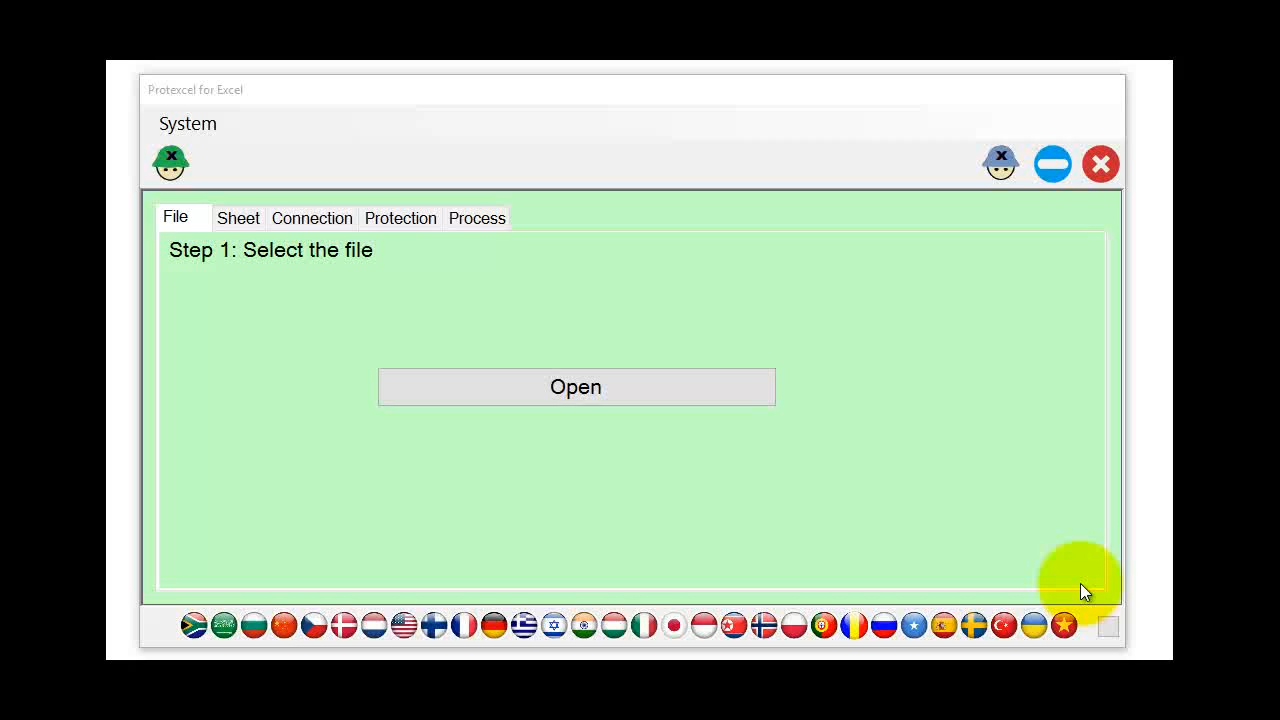 Protexcel for Excel
System
File Sheet Connection Protection Process
Step 1: Select the file
Open